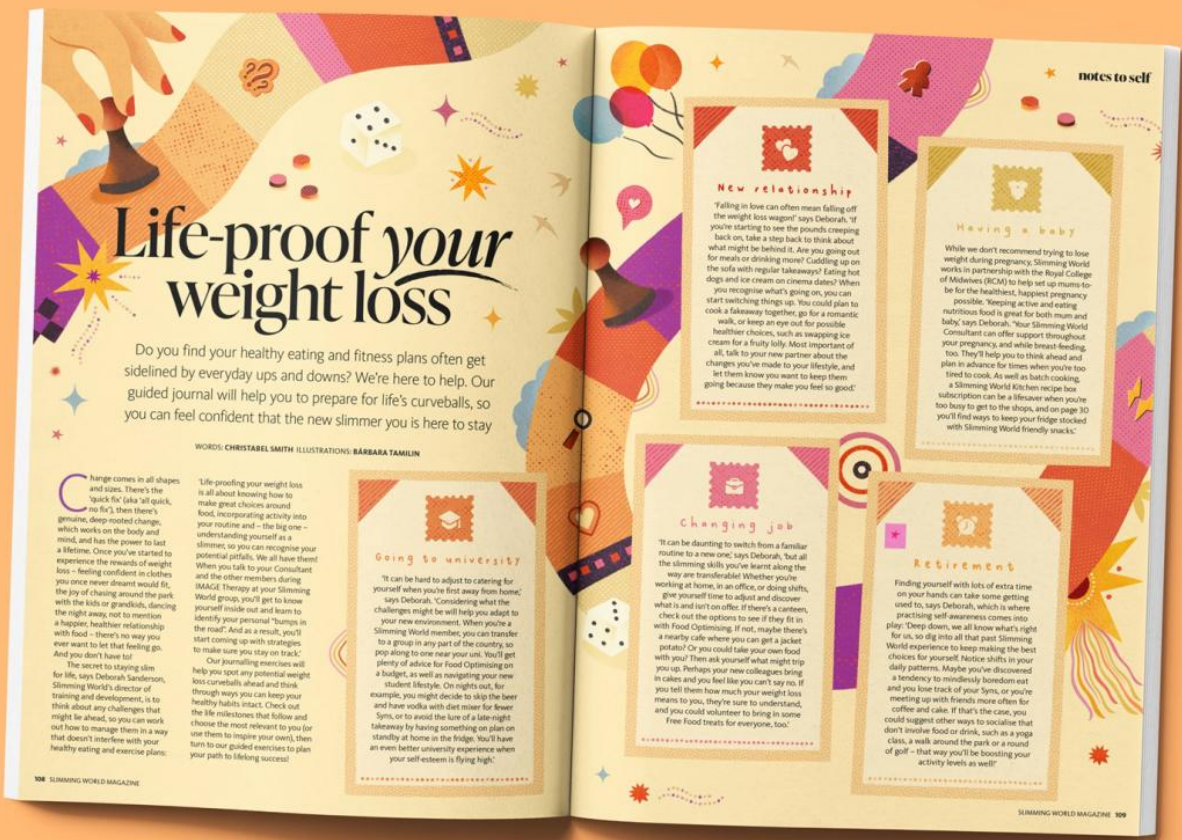 Life-proof your
weight loss
Do you find your healthy eating and fitness plans often get
sidelined by everyday ups and downs? We're here to help. Our
guided journal will help you to prepare for life's curveballs, so
you can feel confident that the new slimmer you is here to stay
WORDS: CHRISTABEL SMITH ILLUSTRATIONS: BÁRBARA TAMILIN
Change comes in all shapes
and sizes. There's the
'quick fix' (aka 'all quick,
no fix'), then there's
genuine, deep-rooted change,
which works on the body and
mind, and has the power to last
a lifetime. Once you've started to
experience the rewards of weight
loss – feeling confident in clothes
you once never dreamt would fit,
the joy of chasing around the park
with the kids or grandkids, dancing
the night away, not to mention
a happier, healthier relationship
with food – there's no way you
ever want to let that feeling go.
And you don't have to!
The secret to staying slim
for life, says Deborah Sanderson,
Slimming World's director of
training and development, is to
think about any challenges that
might lie ahead, so you can work
out how to manage them in a way
that doesn't interfere with your
healthy eating and exercise plans:
'Life-proofing your weight loss
is all about knowing how to
make great choices around
food, incorporating activity into
your routine and – the big one –
understanding yourself as a
slimmer, so you can recognise your
potential pitfalls. We all have them!
When you talk to your Consultant
and the other members during
IMAGE Therapy at your Slimming
World group, you'll get to know
yourself inside out and learn to
identify your personal "bumps in
the road". And as a result, you'll
start coming up with strategies
to make sure you stay on track.'
Our journalling exercises will
help you spot any potential weight
loss curveballs ahead and think
through ways you can keep your
healthy habits intact. Check out
the life milestones that follow and
choose the most relevant to you (or
use them to inspire your own), then
turn to our guided exercises to plan
your path to lifelong success!
Going to university
'It can be hard to adjust to catering for
yourself when you're first away from home,'
says Deborah. 'Considering what the
challenges might be will help you adapt to
your new environment. When you're a
Slimming World member, you can transfer
to a group in any part of the country, so
pop along to one near your uni. You'll get
plenty of advice for Food Optimising on
a budget, as well as navigating your new
student lifestyle. On nights out, for
example, you might decide to skip the beer
and have vodka with diet mixer for fewer
Syns, or to avoid the lure of a late-night
takeaway by having something on plan on
standby at home in the fridge. You'll have
an even better university experience when
your self-esteem is flying high.'
108 SLIMMING WORLD MAGAZINE
notes to self
New relationship
'Falling in love can often mean falling off
the weight loss wagon!' says Deborah. 'If
you're starting to see the pounds creeping
back on, take a step back to think about
what might be behind it. Are you going out
for meals or drinking more? Cuddling up on
the sofa with regular takeaways? Eating hot
dogs and ice cream on cinema dates? When
you recognise what's going on, you can
start switching things up. You could plan to
cook a fakeaway together, go for a romantic
walk, or keep an eye out for possible
healthier choices, such as swapping ice
cream for a fruity lolly. Most important of
all, talk to your new partner about the
changes you've made to your lifestyle, and
let them know you want to keep them
going because they make you feel so good.'
Having a baby
While we don't recommend trying to lose
weight during pregnancy, Slimming World
works in partnership with the Royal College
of Midwives (RCM) to help set up mums-to-
be for the healthiest, happiest pregnancy
possible. 'Keeping active and eating
nutritious food is great for both mum and
baby,' says Deborah. 'Your Slimming World
Consultant can offer support throughout
your pregnancy, and while breast-feeding,
too. They'll help you to think ahead and
plan in advance for times when you're too
tired to cook. As well as batch cooking,
a Slimming World Kitchen recipe box
subscription can be a lifesaver when you're
too busy to get to the shops, and on page 30
you'll find ways to keep your fridge stocked
with Slimming World friendly snacks.'
Changing job
'It can be daunting to switch from a familiar
routine to a new one,' says Deborah, 'but all
the slimming skills you've learnt along the
way are transferable! Whether you're
working at home, in an office, or doing shifts,
give yourself time to adjust and discover
what is and isn't on offer. If there's a canteen,
check out the options to see if they fit in
with Food Optimising. If not, maybe there's
a nearby cafe where you can get a jacket
potato? Or could you take your own food
with you? Then ask yourself what might trip
you up. Perhaps your new colleagues bring
in cakes and you feel like you can't say no. If
you tell them how much your weight loss
means to you, they're sure to understand,
and you could volunteer to bring in some
Free Food treats for everyone, too.'
Retirement
Finding yourself with lots of extra time
on your hands can take some getting
used to, says Deborah, which is where
practising self-awareness comes into
play: 'Deep down, we all know what's right
for us, so dig into all that past Slimming
World experience to keep making the best
choices for yourself. Notice shifts in your
daily patterns. Maybe you've discovered
a tendency to mindlessly boredom eat
and you lose track of your Syns, or you're
meeting up with friends more often for
coffee and cake. If that's the case, you
could suggest other ways to socialise that
don't involve food or drink, such as a yoga
class, a walk around the park or a round
of golf – that way you'll be boosting your
activity levels as well!'
SLIMMING WORLD MAGAZINE 109